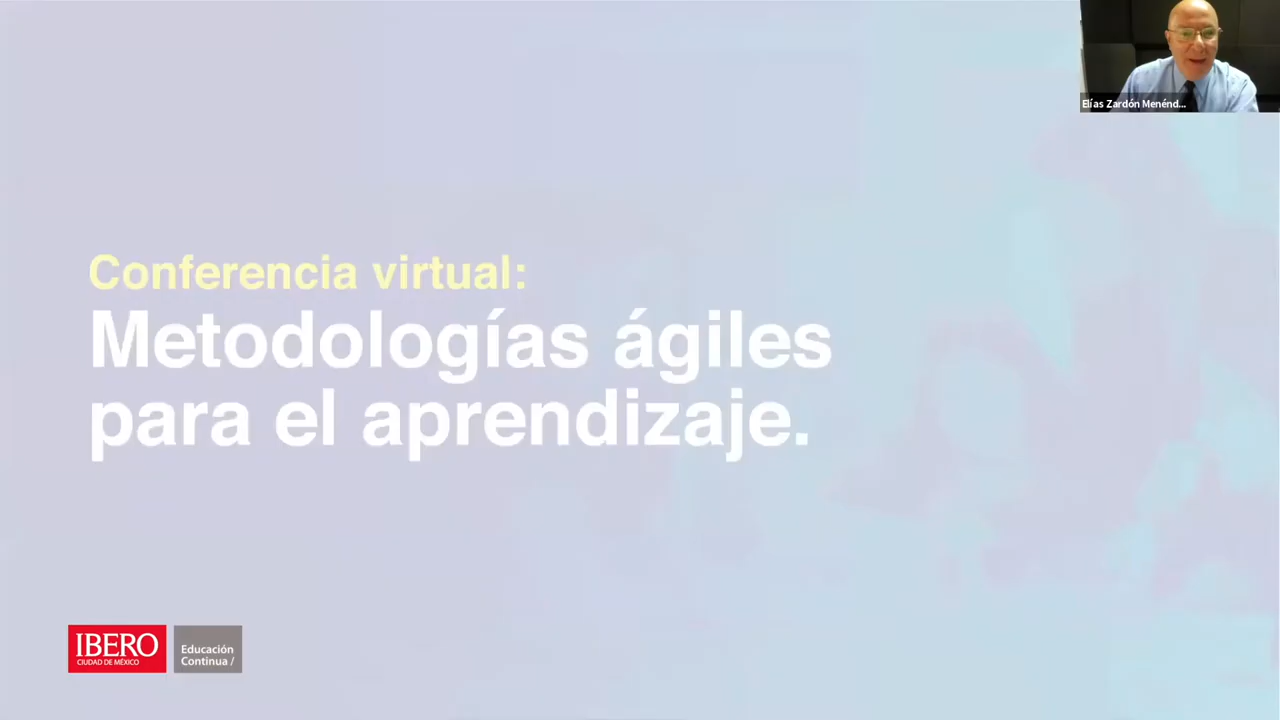 Elías Zardón Menénd...
Conferencia virtual:
Metodologías ágiles
para el aprendizaje.
IBERO
CIUDAD DE MÉXICO
Educación
Continua /